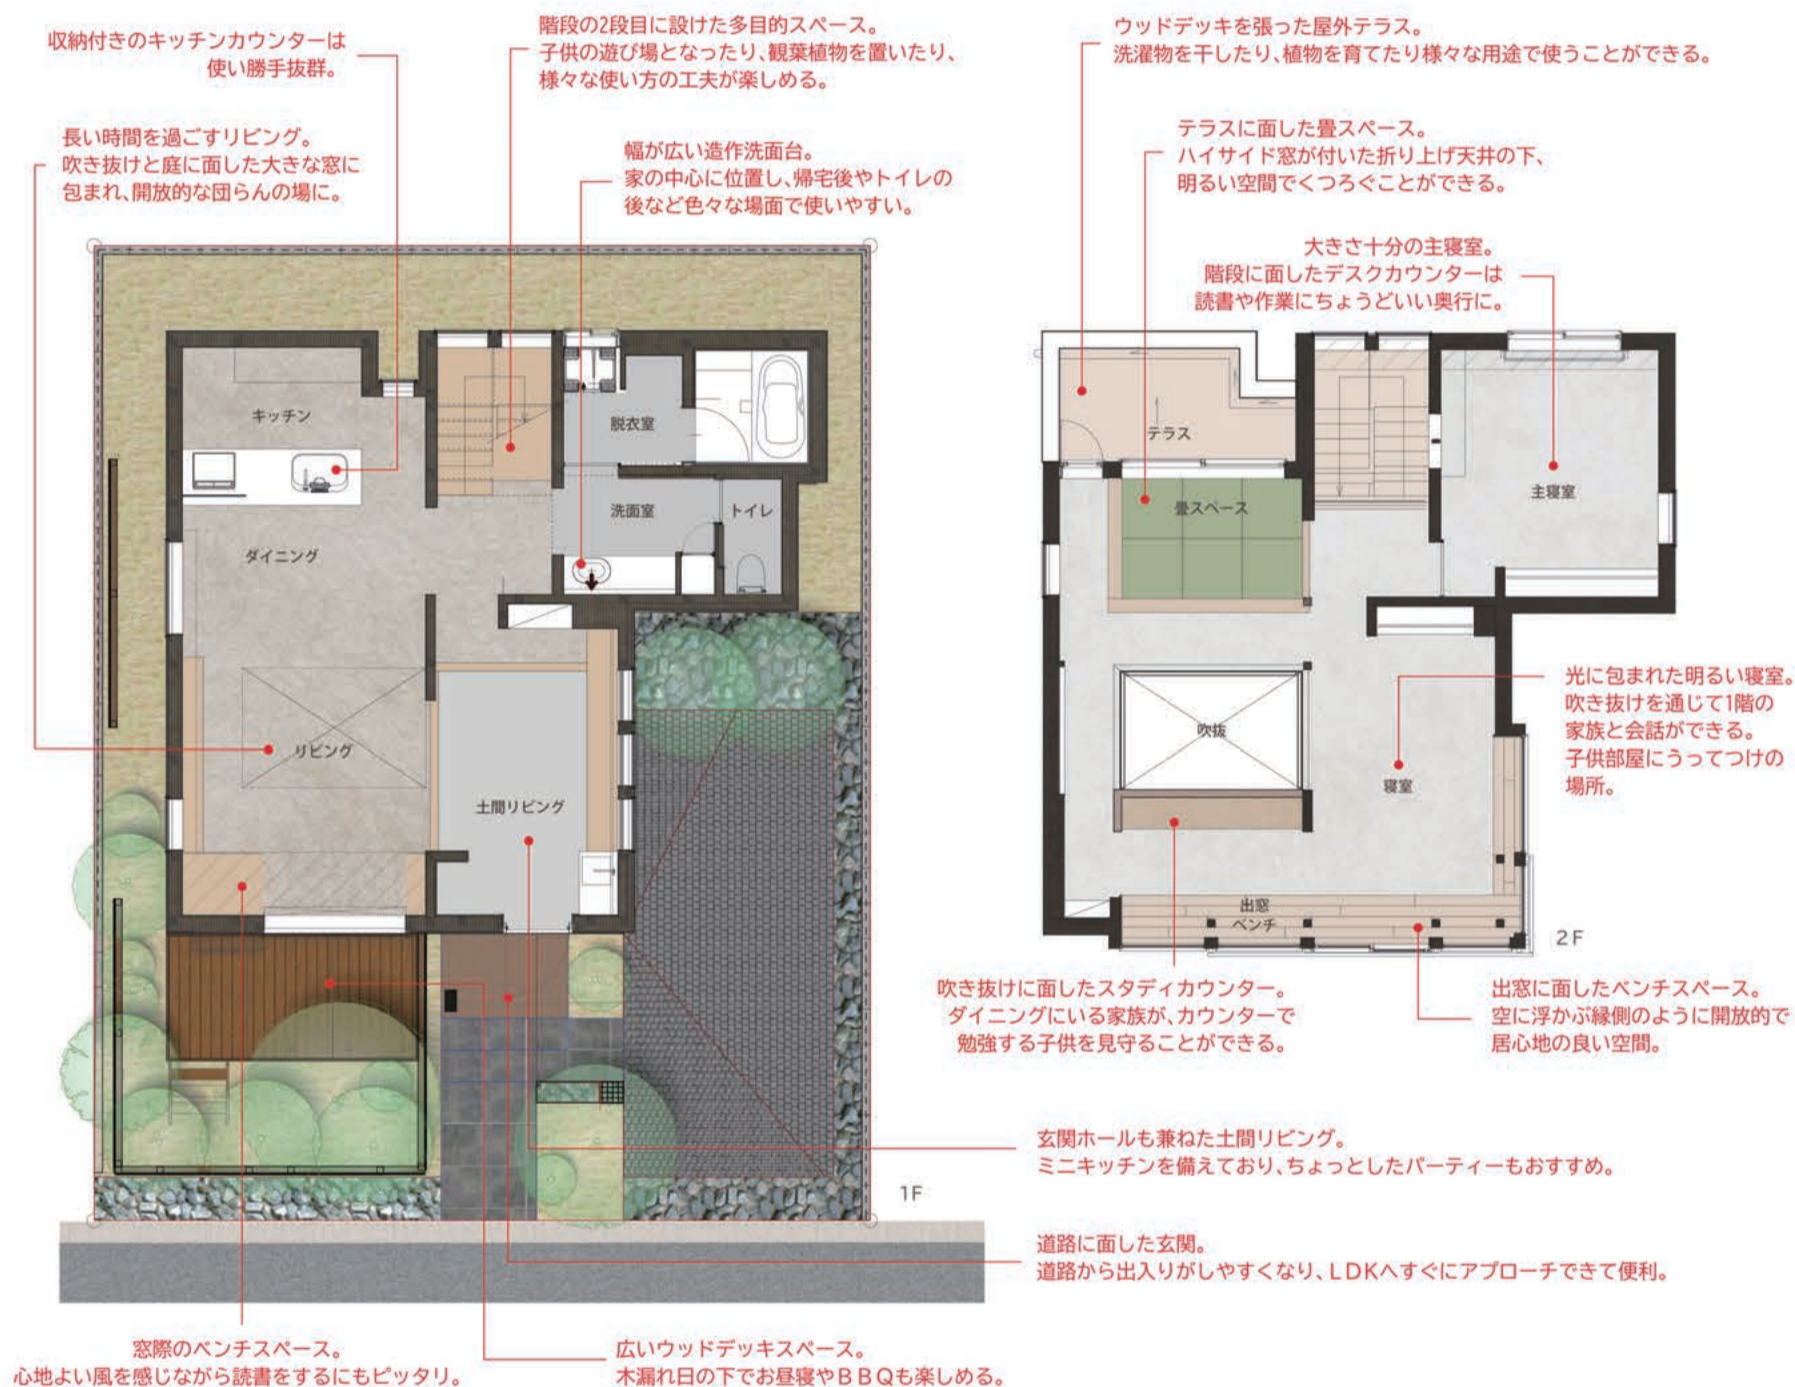 収納付きのキッチンカウンターは
使い勝手抜群。
階段の2段目に設けた多目的スペース。
子供の遊び場となったり、観葉植物を置いたり、
様々な使い方の工夫が楽しめる。
長い時間を過ごすリビング。
吹き抜けと庭に面した大きな窓に
包まれ、開放的な団らんの場に。
幅が広い造作洗面台。
家の中心に位置し、帰宅後やトイレの
後など色々な場面で使いやすい。
キッチン
脱衣室
洗面室
トイレ
ダイニング
リビング
土間リビング
1F
窓際のベンチスペース。
心地よい風を感じながら読書をするにもピッタリ。
広いウッドデッキスペース。
木漏れ日の下でお昼寝やBBQも楽しめる。
ウッドデッキを張った屋外テラス。
洗濯物を干したり、植物を育てたり様々な用途で使うことができる。
テラスに面した畳スペース。
ハイサイド窓が付いた折り上げ天井の下、
明るい空間でくつろぐことができる。
大きさ十分の主寝室。
階段に面したデスクカウンターは
読書や作業にちょうどいい奥行に。
テラス
畳スペース
主寝室
吹抜
寝室
出窓
ベンチ
2F
光に包まれた明るい寝室。
吹き抜けを通じて1階の
家族と会話ができる。
子供部屋にうってつけの
場所。
吹き抜けに面したスタディカウンター。
ダイニングにいる家族が、カウンターで
勉強する子供を見守ることができる。
出窓に面したベンチスペース。
空に浮かぶ縁側のように開放的で
居心地の良い空間。
玄関ホールも兼ねた土間リビング。
ミニキッチンを備えており、ちょっとしたパーティーもおすすめ。
道路に面した玄関。
道路から出入りがしやすくなり、LDKへすぐにアプローチできて便利。